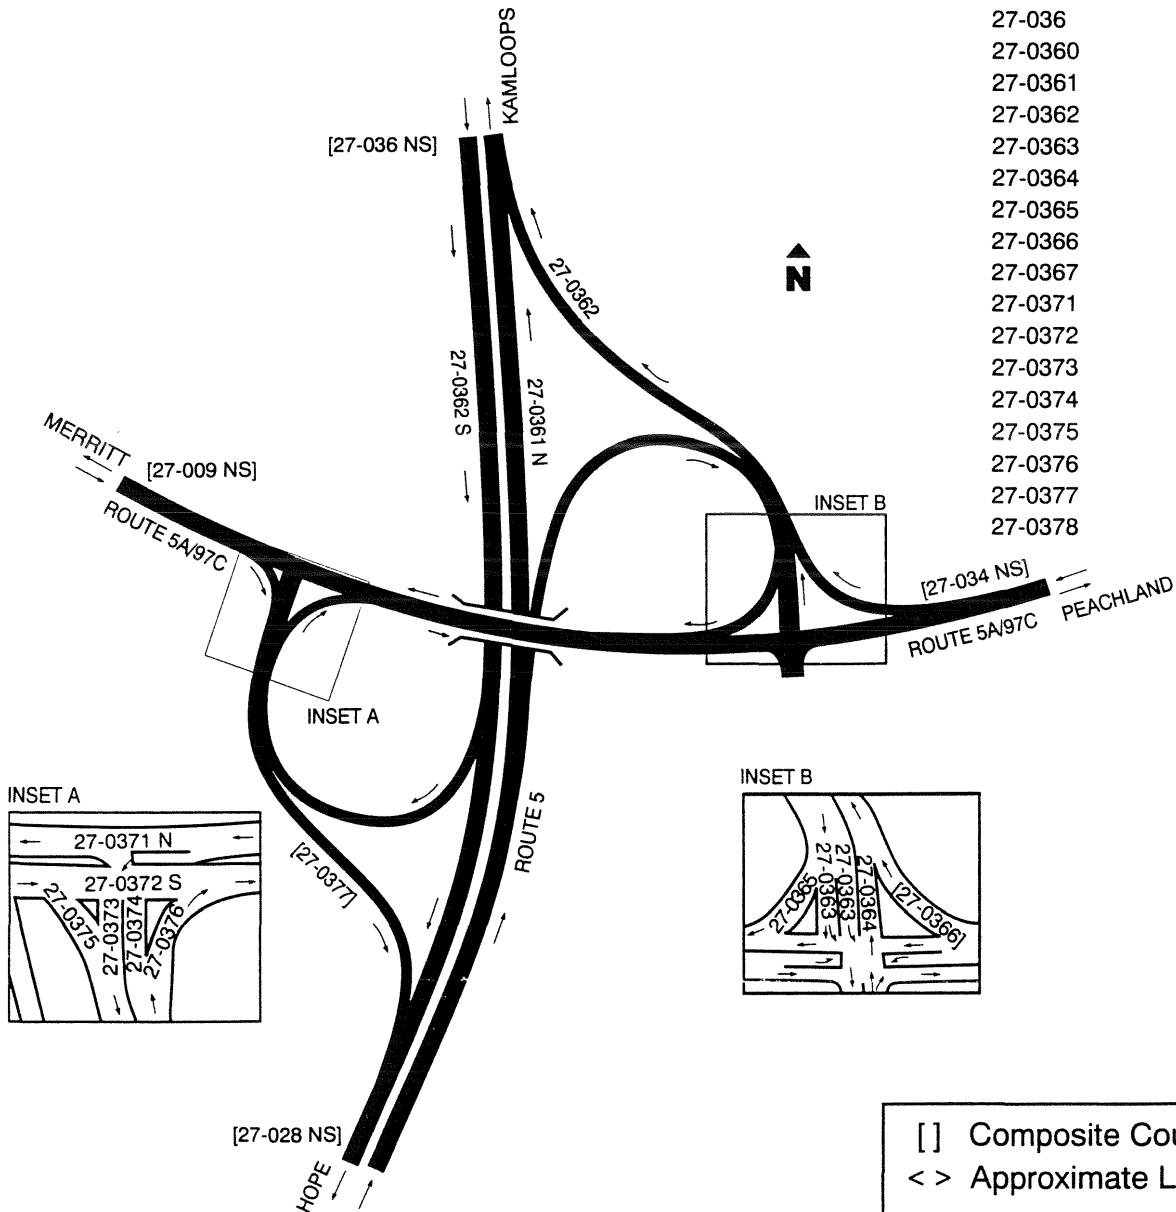 KAMLOOPS
[27-036 NS]
27-036
27-0360
27-0361
27-0362
27-0363
27-0364
27-0365
27-0366
27-0367
27-0371
27-0372
27-0373
27-0374
27-0375
27-0376
27-0377
27-0378
N
27-0362
27-0362 S
27-0361 N
MERRITT
[27-009 NS]
ROUTE 5A/97C
INSET B
[27-034 NS]
PEACHLAND
ROUTE 5A/97C
INSET A
ROUTE 5
[27-0377]
INSET A
27-0371 N
27-0372 S
27-0375
27-0373
27-0374
27-0376
INSET B
27-0365
27-0363
27-0363
27-0364
[27-0366]
[27-028 NS]
HOPE
[ ] Composite Cou
< > Approximate L